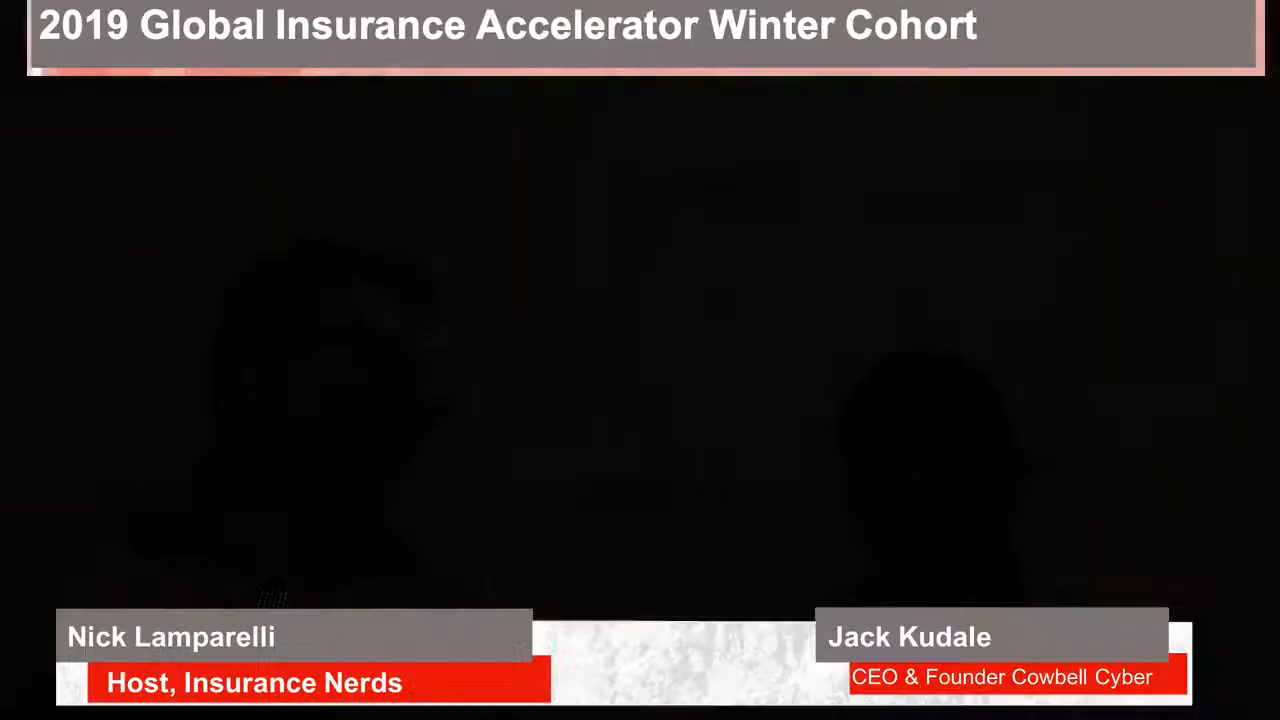 2019 Global Insurance Accelerator Winter Cohort
Nick Lamparelli
Host, Insurance Nerds
Jack Kudale
CEO & Founder Cowbell Cyber